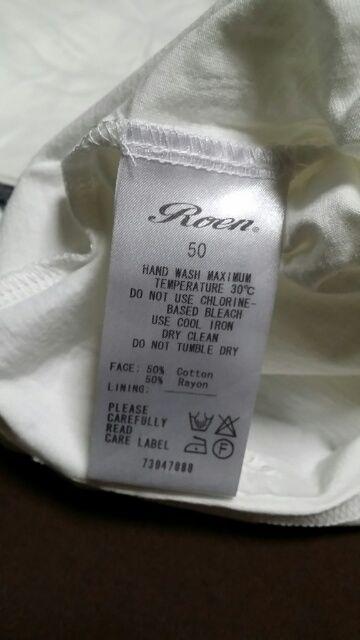 Roen®
50
HAND WASH MAXIMUM
TEMPERATURE 30°C
DO NOT USE CHLORINE-
BASED BLEACH
USE COOL IRON
DRY CLEAN
DO NOT TUMBLE DRY
FACE: 50% Cotton
50% Rayon
LINING:
PLEASE
CAREFULLY
READ
CARE LABEL
F